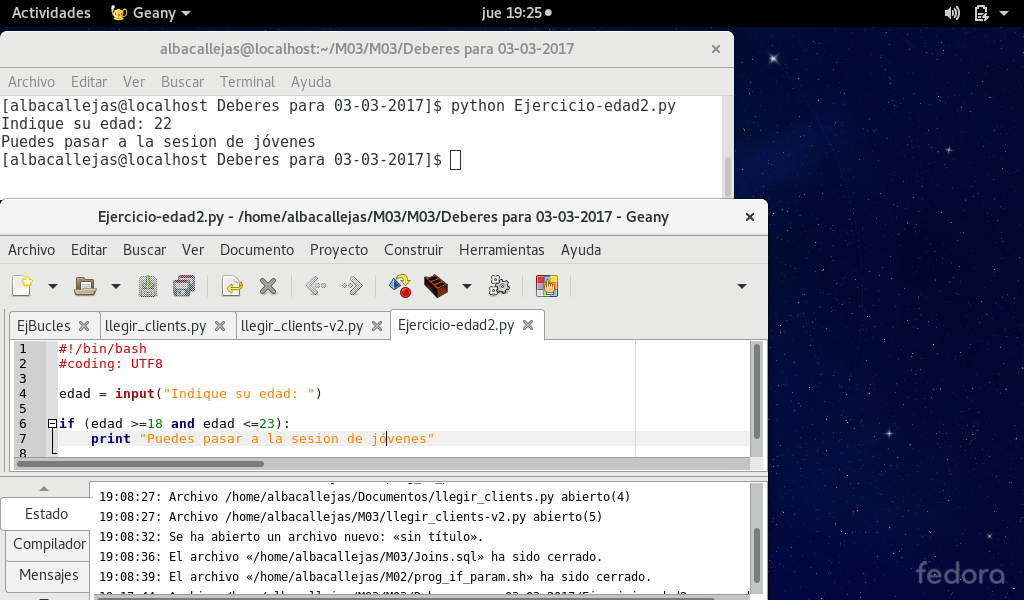 Actividades Geany jue 19:25
albacallejas@localhost:~/M03/M03/Deberes para 03-03-2017
Archivo Editar Ver Buscar Terminal Ayuda
[albacallejas@localhost Deberes para 03-03-2017]$ python Ejercicio-edad2.py
Indique su edad: 22
Puedes pasar a la sesion de jóvenes
[albacallejas@localhost Deberes para 03-03-2017]$
Ejercicio-edad2.py - /home/albacallejas/M03/M03/Deberes para 03-03-2017 - Geany
Archivo Editar Buscar Ver Documento Proyecto Construir Herramientas Ayuda
EjBucles llegir_clients.py llegir_clients-v2.py Ejercicio-edad2.py
1 #!/bin/bash
2 #coding: UTF8
3
4 edad = input("Indique su edad: ")
5
6 if (edad >=18 and edad <=23):
7 print "Puedes pasar a la sesion de jóvenes"
8
Estado
Compilador
Mensajes
19:08:27: Archivo /home/albacallejas/Documentos/llegir_clients.py abierto(4)
19:08:27: Archivo /home/albacallejas/M03/llegir_clients-v2.py abierto(5)
19:08:32: Se ha abierto un archivo nuevo: «sin título».
19:08:36: El archivo «/home/albacallejas/M03/Joins.sql» ha sido cerrado.
19:08:39: El archivo «/home/albacallejas/M02/prog_if_param.sh» ha sido cerrado.
fedora